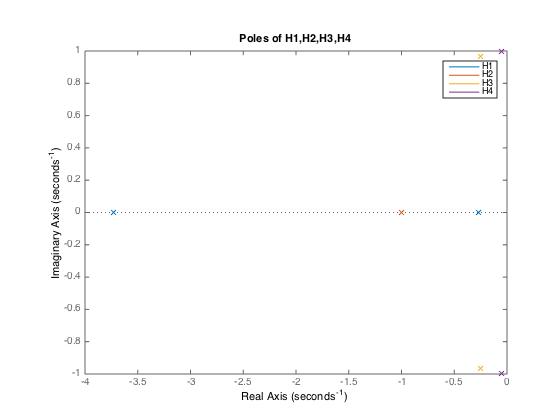 Poles of H1,H2,H3,H4
1
0.8
0.6
0.4
0.2
0
-0.2
-0.4
-0.6
-0.8
-1
Imaginary Axis (seconds-1)
H1
H2
H3
H4
-4 -3.5 -3 -2.5 -2 -1.5 -1 -0.5 0
Real Axis (seconds-1)